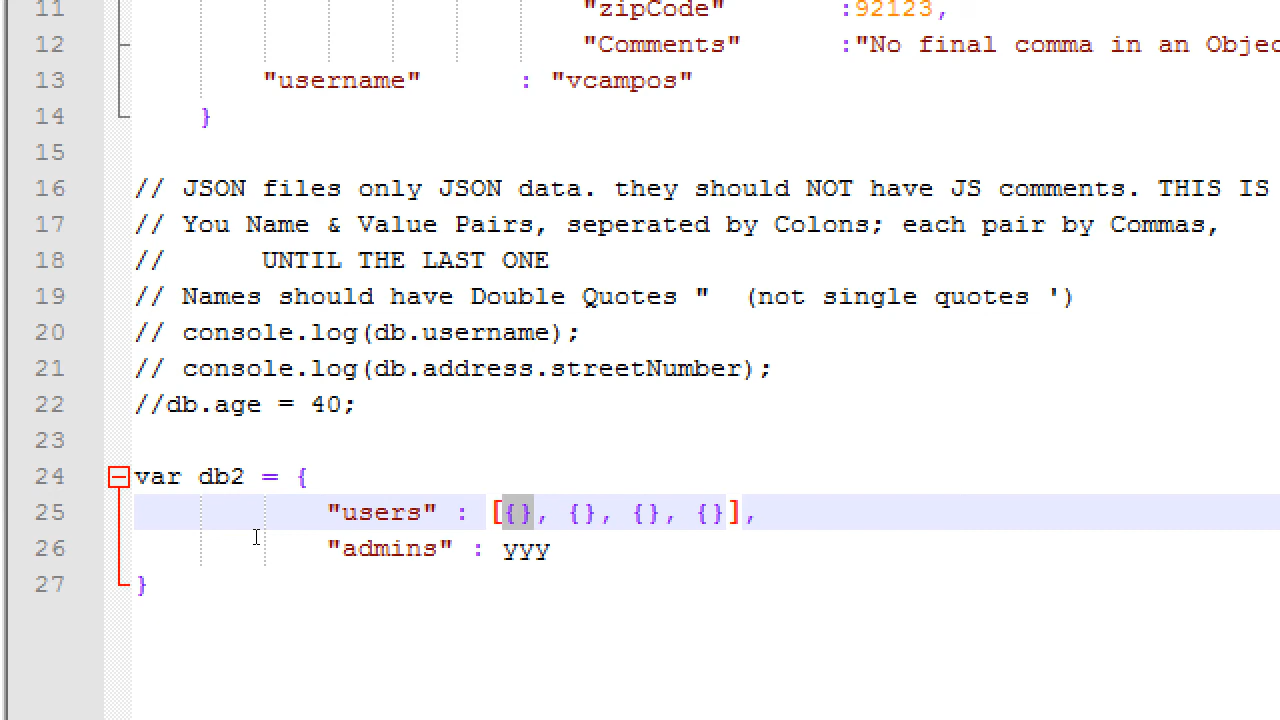 11 "zipCode" :92123,
12 "Comments" :"No final comma in an Objec
13 "username" : "vcampos"
14 }
15
16 // JSON files only JSON data. they should NOT have JS comments. THIS IS
17 // You Name & Value Pairs, seperated by Colons; each pair by Commas,
18 // UNTIL THE LAST ONE
19 // Names should have Double Quotes " (not single quotes ')
20 // console.log(db.username);
21 // console.log(db.address.streetNumber);
22 //db.age = 40;
23
24 var db2 = {
25 "users" : [{}, {}, {}, {}],
26 "admins" : yyy
27 }